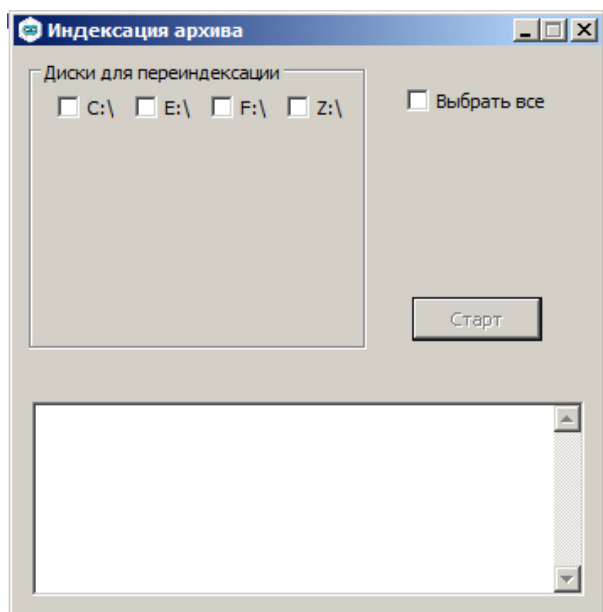 Индексация архива
Диски для переиндексации
C:\ E:\ F:\ Z:\
Выбрать все
Старт